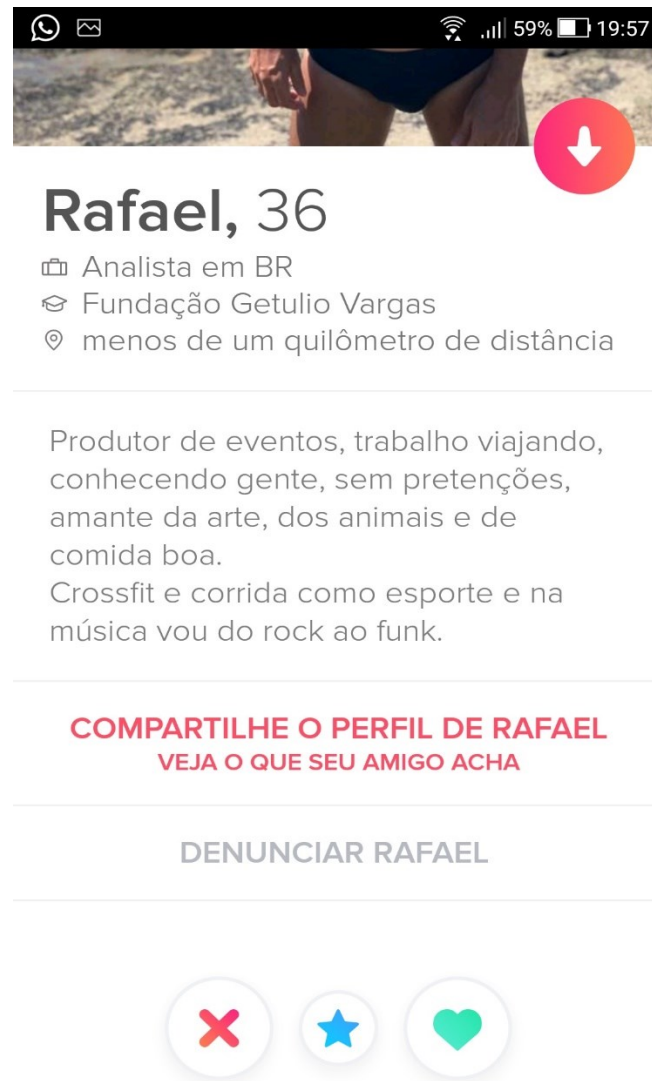 59% 19:57
Rafael, 36
Analista em BR
Fundação Getulio Vargas
menos de um quilômetro de distância
Produtor de eventos, trabalho viajando,
conhecendo gente, sem pretenções,
amante da arte, dos animais e de
comida boa.
Crossfit e corrida como esporte e na
música vou do rock ao funk.
COMPARTILHE O PERFIL DE RAFAEL
VEJA O QUE SEU AMIGO ACHA
DENUNCIAR RAFAEL